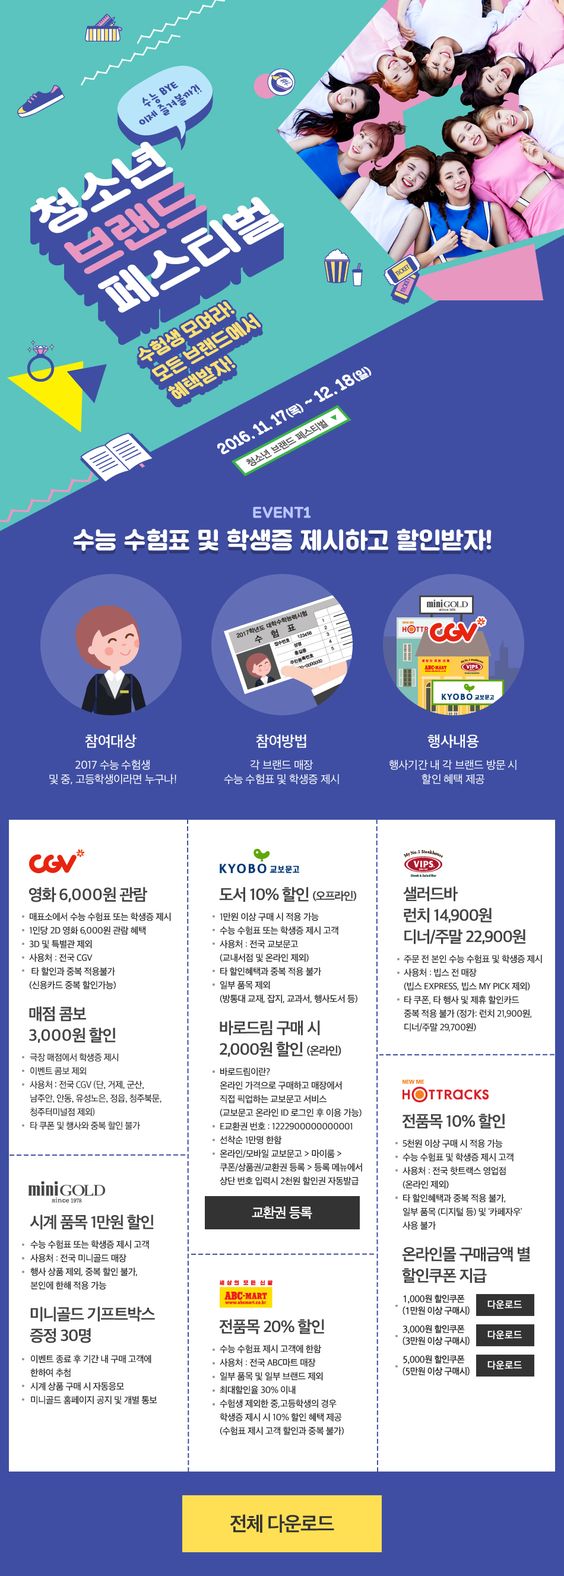 수능 BYE
이제 즐겨볼까?!
청소년
브랜드
페스티벌
수험생 모여라!
모든 브랜드에서
혜택받자!
2016. 11. 17(목) ~ 12. 18(일)
청소년 브랜드 페스티벌
TICKET
TICKET
EVENT1
수능 수험표 및 학생증 제시하고 할인받자!
2017학년도 대학수학능력시험
수 험 표
123456
성명
홍길동
주민등록번호
miniGOLD
HOTTR
CGV
ABC-MART
VIPS
KYOBO 교보문고
참여대상
2017 수능 수험생
및 중, 고등학생이라면 누구나!
참여방법
각 브랜드 매장
수능 수험표 및 학생증 제시
행사내용
행사기간 내 각 브랜드 방문 시
할인 혜택 제공
CGV
영화 6,000원 관람
매표소에서 수능 수험표 또는 학생증 제시
1인당 2D 영화 6,000원 관람 혜택
3D 및 특별관 제외
사용처 : 전국 CGV
타 할인과 중복 적용불가
(신용카드 중복 할인가능)
매점 콤보
3,000원 할인
극장 매점에서 학생증 제시
이벤트 콤보 제외
사용처 : 전국 CGV (단, 거제, 군산,
남주안, 안동, 유성노은, 정읍, 청주북문,
청주터미널점 제외)
타 쿠폰 및 행사와 중복 할인 불가
miniGOLD
since 1978
시계 품목 1만원 할인
수능 수험표 또는 학생증 제시 고객
사용처 : 전국 미니골드 매장
행사 상품 제외, 중복 할인 불가,
본인에 한해 적용 가능
미니골드 기프트박스
증정 30명
이벤트 종료 후 기간 내 구매 고객에
한하여 추첨
시계 상품 구매 시 자동응모
미니골드 홈페이지 공지 및 개별 통보
KYOBO 교보문고
도서 10% 할인 (오프라인)
1만원 이상 구매 시 적용 가능
수능 수험표 또는 학생증 제시 고객
사용처 : 전국 교보문고
(교내서점 및 온라인 제외)
타 할인혜택과 중복 적용 불가
일부 품목 제외
(방통대 교재, 잡지, 교과서, 행사도서 등)
바로드림 구매 시
2,000원 할인 (온라인)
바로드림이란?
온라인 가격으로 구매하고 매장에서
직접 픽업하는 교보문고 서비스
(교보문고 온라인 ID 로그인 후 이용 가능)
E교환권 번호 : 1222900000000001
선착순 1만명 한함
온라인/모바일 교보문고 > 마이룸 >
쿠폰/상품권/교환권 등록 > 등록 메뉴에서
상단 번호 입력시 2천원 할인권 자동발급
교환권 등록
세상의 모든 신발
ABC-MART
www.abcmart.co.kr
전품목 20% 할인
수능 수험표 제시 고객에 한함
사용처 : 전국 ABC마트 매장
일부 품목 및 일부 브랜드 제외
최대할인율 30% 이내
수험생 제외한 중,고등학생의 경우
학생증 제시 시 10% 할인 혜택 제공
(수험표 제시 고객 할인과 중복 불가)
My No.1 Steakhouse
VIPS
Steak & Salad Bar
샐러드바
런치 14,900원
디너/주말 22,900원
주문 전 본인 수능 수험표 및 학생증 제시
사용처 : 빕스 전 매장
(빕스 EXPRESS, 빕스 MY PICK 제외)
타 쿠폰, 타 행사 및 제휴 할인카드
중복 적용 불가 (정가: 런치 21,900원,
디너/주말 29,700원)
NEW ME
HOTTRACKS
전품목 10% 할인
5천원 이상 구매 시 적용 가능
수능 수험표 및 학생증 제시 고객
사용처 : 전국 핫트랙스 영업점
(온라인 제외)
타 할인혜택과 중복 적용 불가,
일부 품목 (디지털 등) 및 '카페자우'
사용 불가
온라인몰 구매금액 별
할인쿠폰 지급
1,000원 할인쿠폰
(1만원 이상 구매시)
다운로드
3,000원 할인쿠폰
(3만원 이상 구매시)
다운로드
5,000원 할인쿠폰
(5만원 이상 구매시)
다운로드
전체 다운로드